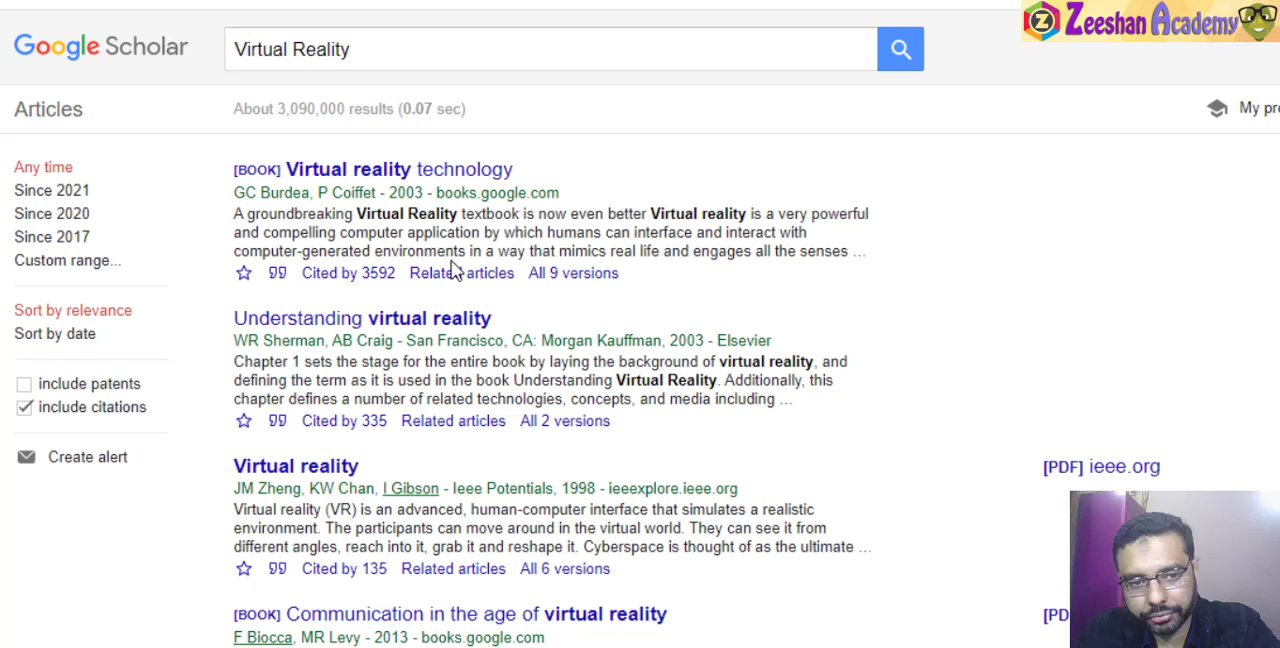 Zeeshan Academy
Google Scholar
Virtual Reality
Articles
About 3,090,000 results (0.07 sec)
My pro
Any time
Since 2021
Since 2020
Since 2017
Custom range...
Sort by relevance
Sort by date
include patents
include citations
Create alert
[BOOK] Virtual reality technology
GC Burdea, P Coiffet - 2003 - books.google.com
A groundbreaking Virtual Reality textbook is now even better Virtual reality is a very powerful
and compelling computer application by which humans can interface and interact with
computer-generated environments in a way that mimics real life and engages all the senses …
Cited by 3592 Related articles All 9 versions
Understanding virtual reality
WR Sherman, AB Craig - San Francisco, CA: Morgan Kauffman, 2003 - Elsevier
Chapter 1 sets the stage for the entire book by laying the background of virtual reality, and
defining the term as it is used in the book Understanding Virtual Reality. Additionally, this
chapter defines a number of related technologies, concepts, and media including …
Cited by 335 Related articles All 2 versions
Virtual reality
[PDF] ieee.org
JM Zheng, KW Chan, I Gibson - Ieee Potentials, 1998 - ieeexplore.ieee.org
Virtual reality (VR) is an advanced, human-computer interface that simulates a realistic
environment. The participants can move around in the virtual world. They can see it from
different angles, reach into it, grab it and reshape it. Cyberspace is thought of as the ultimate …
Cited by 135 Related articles All 6 versions
[BOOK] Communication in the age of virtual reality
[PD
F Biocca, MR Levy - 2013 - books.google.com